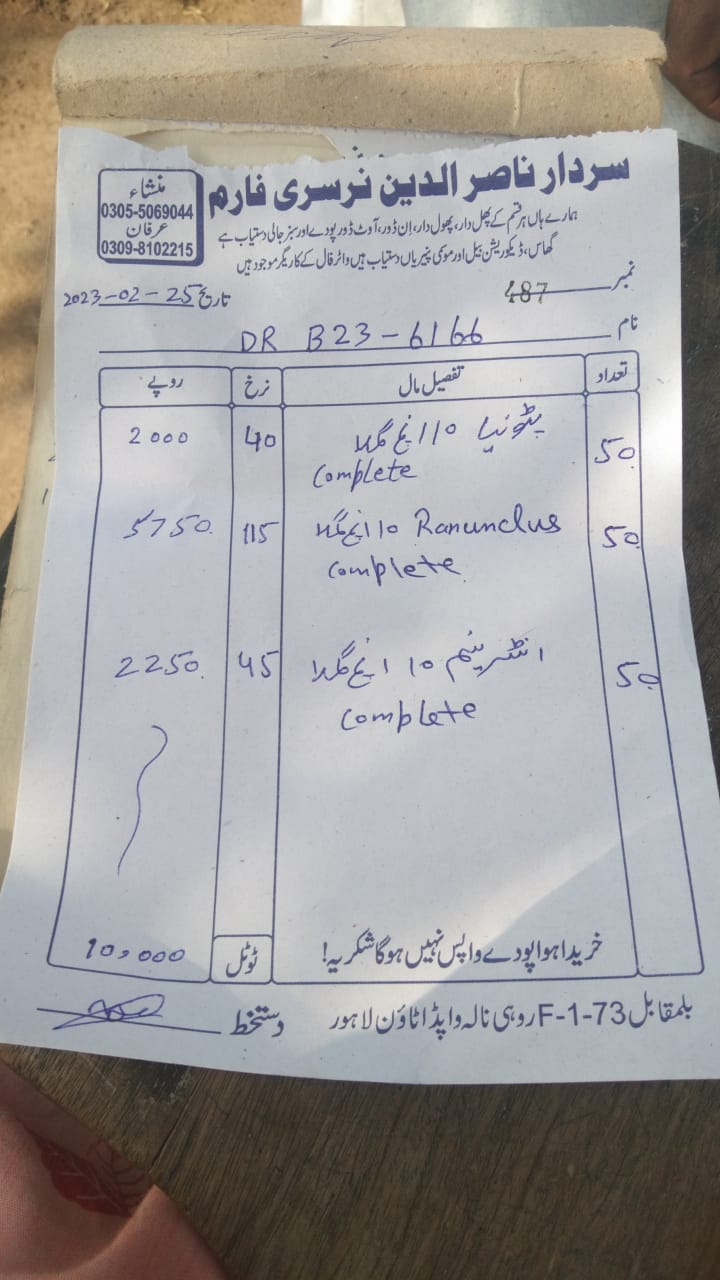 سردار ناصر الدین نرسری فارم
منشاء
0305-5069044
عرفان
0309-8102215
ہمارے ہاں ہر قسم کے پھل دار، پھول دار، اِن ڈور، آوٹ ڈور پودے اور سبز جالی دستیاب ہے
گھاس، ڈیکوریشن بیل اور موسمی پنیریاں دستیاب ہیں واٹر فال کے کاریگر موجود ہیں
نمبر 487
تاریخ 25-02-2023
نام DR B23-6166
تعداد تفصیل مال نرخ روپے
50 پٹونیا 10 انچ گملا 40 2000
Complete
50 Ranunclus 10 انچ گملا 115 5750
Complete
50 انٹرینم 10 انچ گملا 45 2250
Complete
خریدا ہوا پودے واپس نہیں ہوگا شکریہ! ٹوٹل 10,000
دستخط
بلمقابل F-1-73 روہی نالہ واپڈا ٹاؤن لاہور